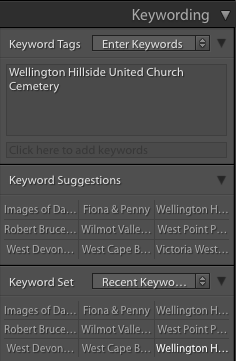 Keywording
Keyword Tags Enter Keywords
Wellington Hillside United Church
Cemetery
Click here to add keywords
Keyword Suggestions
Images of Da... Fiona & Penny Wellington H...
Robert Bruce... Wilmot Valle... West Point P...
West Devon... West Cape B... Victoria West...
Keyword Set Recent Keywo...
Images of Da... Fiona & Penny Wellington H...
Robert Bruce... Wilmot Valle... West Point P...
West Devon... West Cape B... Wellington H...